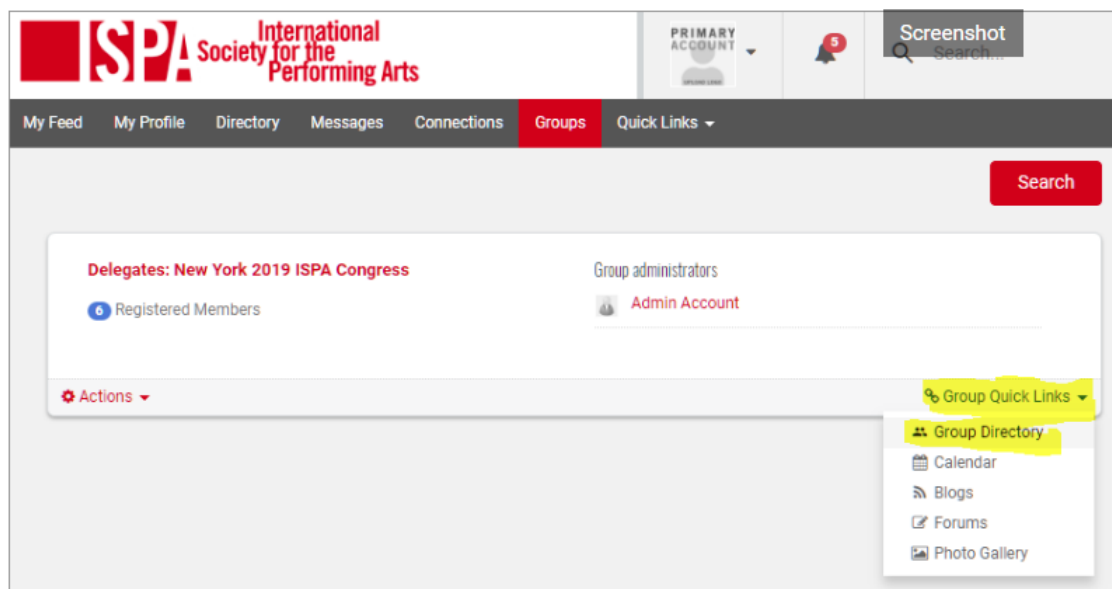 ISPA International
Society for the
Performing Arts
PRIMARY
ACCOUNT
5
Screenshot
Search...
My Feed My Profile Directory Messages Connections Groups Quick Links
Search
Delegates: New York 2019 ISPA Congress
6 Registered Members
Group administrators
Admin Account
Actions
Group Quick Links
Group Directory
Calendar
Blogs
Forums
Photo Gallery